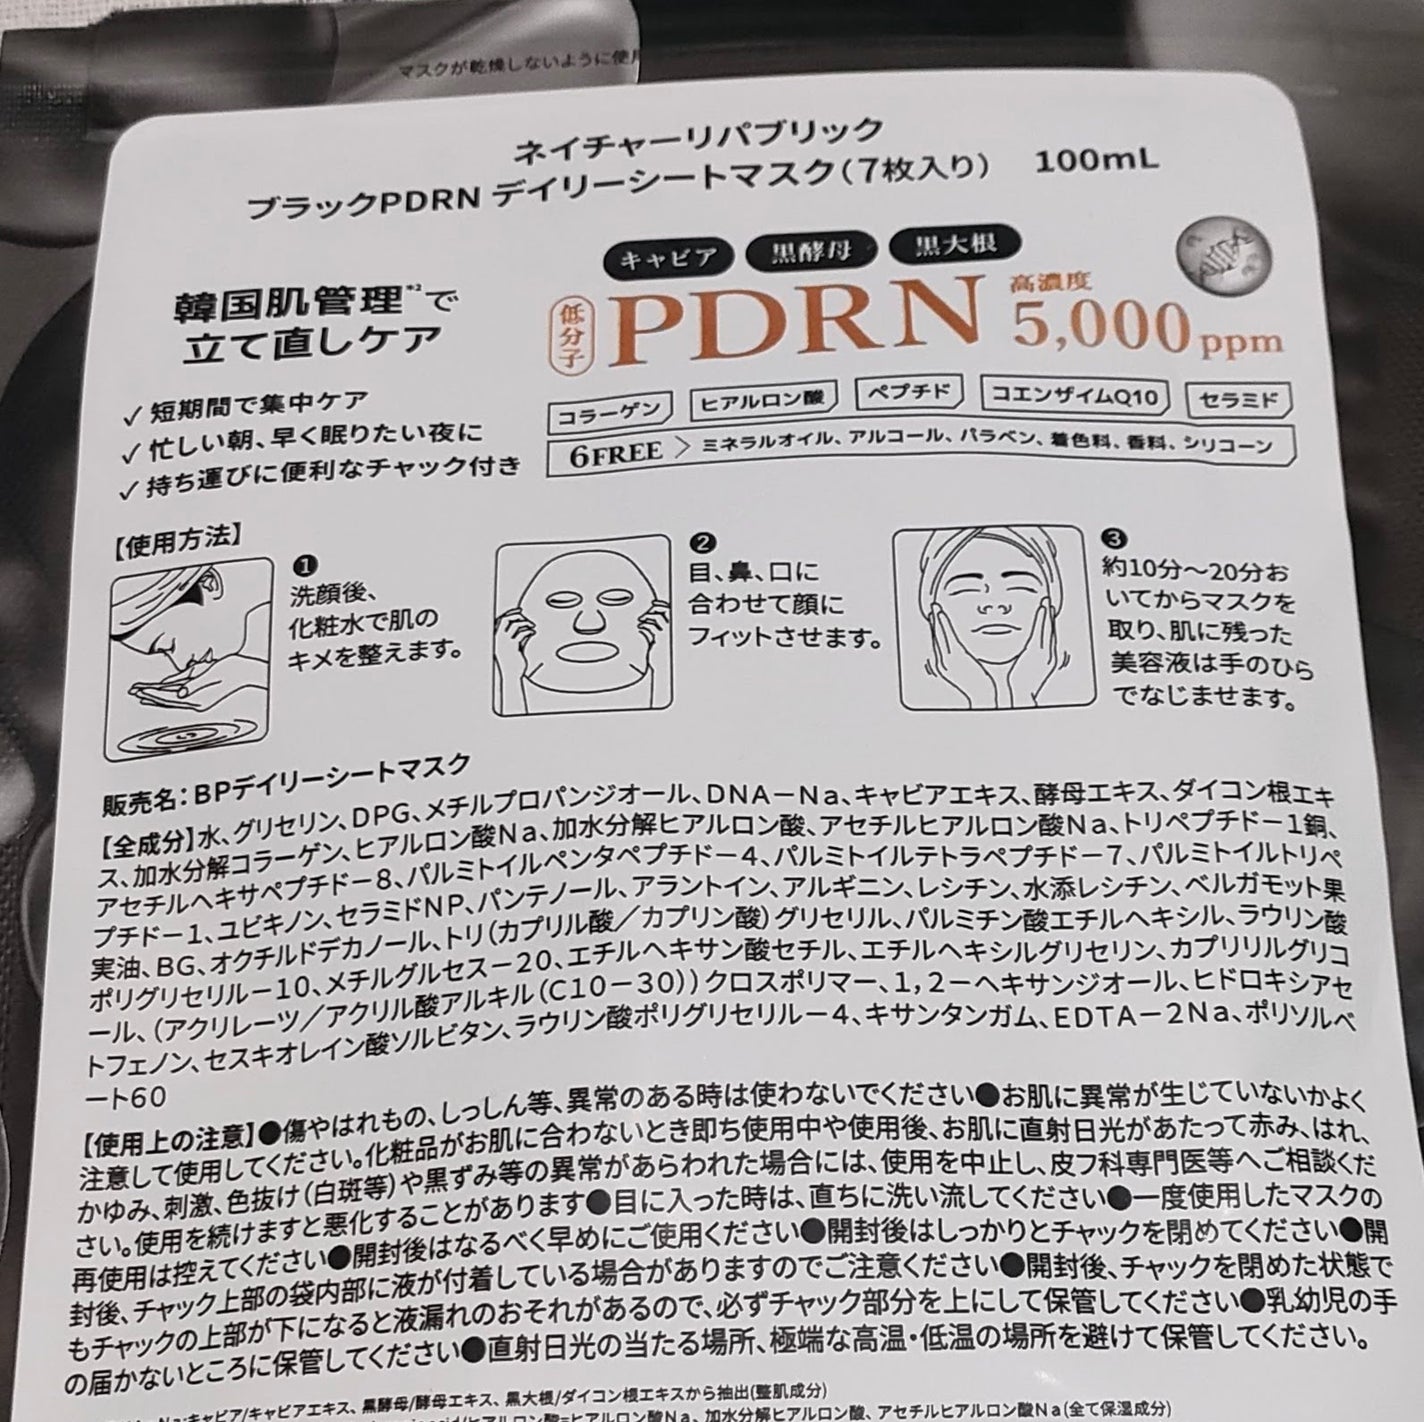 マスクが乾燥しないように使用
ネイチャーリパブリック
ブラックPDRN デイリーシートマスク(7枚入り) 100mL
キャビア 黒酵母 黒大根
韓国肌管理*²で
立て直しケア
低分子 PDRN 高濃度 5,000ppm
✓ 短期間で集中ケア
✓ 忙しい朝、早く眠りたい夜に
✓ 持ち運びに便利なチャック付き
コラーゲン ヒアルロン酸 ペプチド コエンザイムQ10 セラミド
6FREE > ミネラルオイル、アルコール、パラベン、着色料、香料、シリコーン
【使用方法】
❶
洗顔後、
化粧水で肌の
キメを整えます。
❷
目、鼻、口に
合わせて顔に
フィットさせます。
❸
約10分〜20分お
いてからマスクを
取り、肌に残った
美容液は手のひら
でなじませます。
販売名:BPデイリーシートマスク
【全成分】水、グリセリン、DPG、メチルプロパンジオール、DNA－Na、キャビアエキス、酵母エキス、ダイコン根エキ
ス、加水分解コラーゲン、ヒアルロン酸Na、加水分解ヒアルロン酸、アセチルヒアルロン酸Na、トリペプチド－1銅、
アセチルヘキサペプチド－8、パルミトイルペンタペプチド－4、パルミトイルテトラペプチド－7、パルミトイルトリペ
プチド－1、ユビキノン、セラミドNP、パンテノール、アラントイン、アルギニン、レシチン、水添レシチン、ベルガモット果
実油、BG、オクチルドデカノール、トリ(カプリル酸／カプリン酸)グリセリル、パルミチン酸エチルヘキシル、ラウリン酸
ポリグリセリル－10、メチルグルセス－20、エチルヘキサン酸セチル、エチルヘキシルグリセリン、カプリリルグリコ
ール、(アクリレーツ／アクリル酸アルキル(C10－30))クロスポリマー、1,2－ヘキサンジオール、ヒドロキシアセ
トフェノン、セスキオレイン酸ソルビタン、ラウリン酸ポリグリセリル－4、キサンタンガム、EDTA－2Na、ポリソルベ
ート60
【使用上の注意】●傷やはれもの、しっしん等、異常のある時は使わないでください●お肌に異常が生じていないかよく
注意して使用してください。化粧品がお肌に合わないとき即ち使用中や使用後、お肌に直射日光があたって赤み、はれ、
かゆみ、刺激、色抜け(白斑等)や黒ずみ等の異常があらわれた場合には、使用を中止し、皮フ科専門医等へご相談くだ
さい。使用を続けますと悪化することがあります●目に入った時は、直ちに洗い流してください●一度使用したマスクの
再使用は控えてください●開封後はなるべく早めにご使用ください●開封後はしっかりとチャックを閉めてください●開
封後、チャック上部の袋内部に液が付着している場合がありますのでご注意ください●開封後、チャックを閉めた状態で
もチャックの上部が下になると液漏れのおそれがあるので、必ずチャック部分を上にして保管してください●乳幼児の手
の届かないところに保管してください●直射日光の当たる場所、極端な高温・低温の場所を避けて保管してください。
Na:キャビア/キャビアエキス、黒酵母/酵母エキス、黒大根/ダイコン根エキスから抽出(整肌成分)
ヒアルロン酸=ヒアルロン酸Na、加水分解ヒアルロン酸、アセチルヒアルロン酸Na(全て保湿成分)